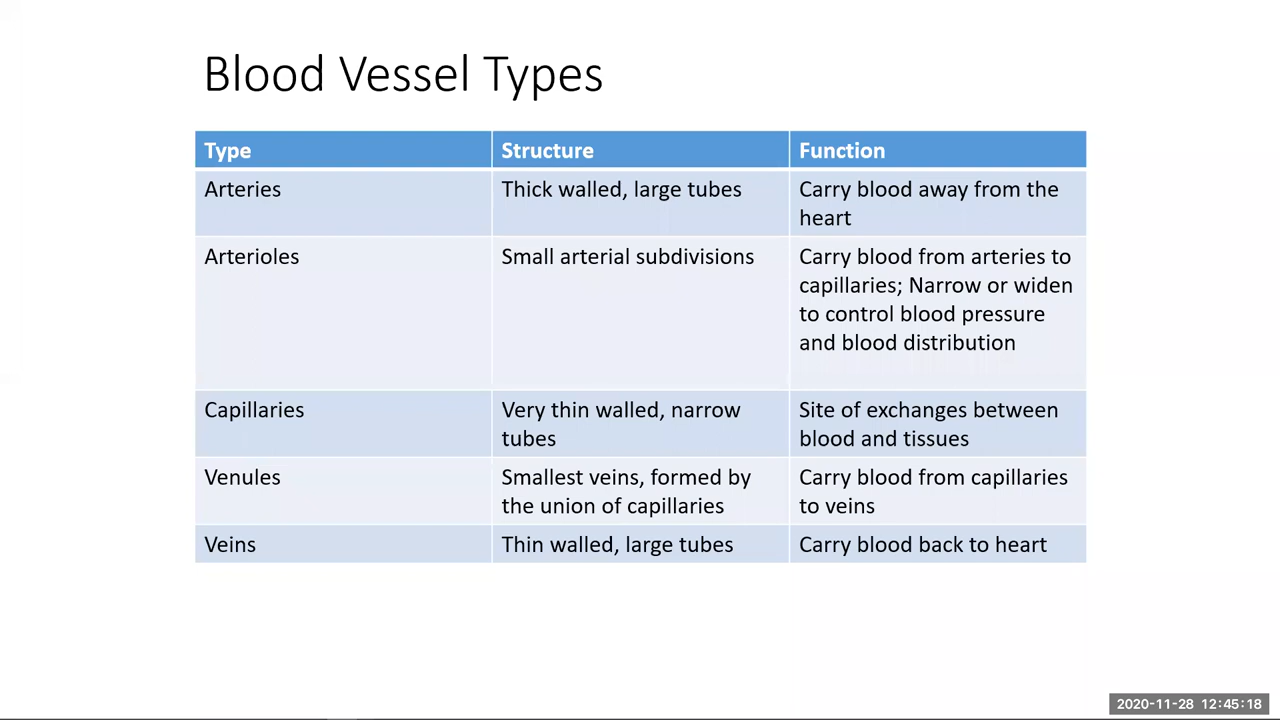 Blood Vessel Types
Type Structure Function
Arteries
Thick walled, large tubes
Carry blood away from the
heart
Arterioles
Small arterial subdivisions
Carry blood from arteries to
capillaries; Narrow or widen
to control blood pressure
and blood distribution
Capillaries
Very thin walled, narrow
tubes
Site of exchanges between
blood and tissues
Venules
Smallest veins, formed by
the union of capillaries
Carry blood from capillaries
to veins
Veins
Thin walled, large tubes
Carry blood back to heart
2020-11-28 12:45:18